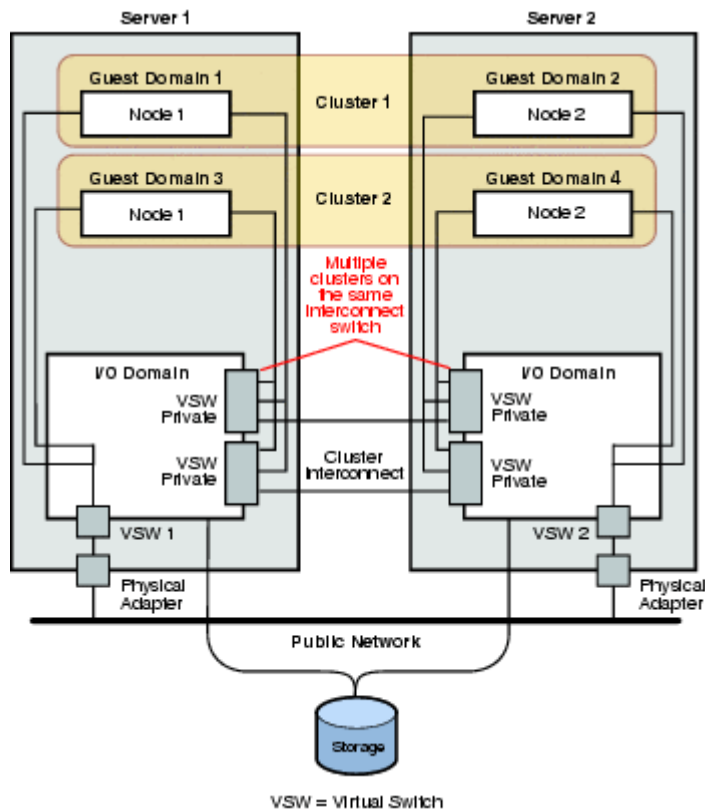 Server 1
Server 2
Guest Domain 1
Guest Domain 2
Node 1
Cluster 1
Node 2
Guest Domain 3
Guest Domain 4
Node 1
Cluster 2
Node 2
Multiple
clusters on
the same
interconnect
switch
I/O Domain
I/O Domain
VSW
Private
VSW
Private
VSW
Private
Cluster
Interconnect
VSW
Private
VSW 1
VSW 2
Physical
Adapter
Physical
Adapter
Public Network
Storage
VSW = Virtual Switch